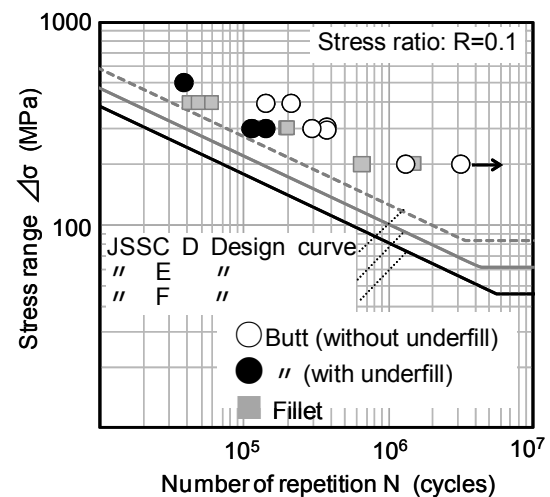 1000
Stress ratio: R=0.1
Stress range ⊿σ (MPa)
100
JSSC D Design curve
〃 E 〃
〃 F 〃
Butt (without underfill)
〃 (with underfill)
Fillet
10⁵
10⁶
10⁷
Number of repetition N (cycles)